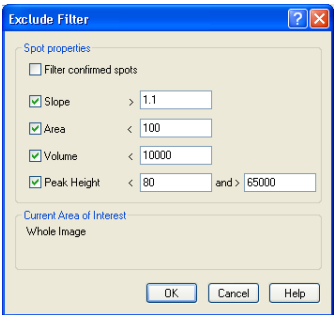 Exclude Filter
Spot properties
Filter confirmed spots
Slope > 1.1
Area < 100
Volume < 10000
Peak Height < 80 and > 65000
Current Area of Interest
Whole Image
OK Cancel Help